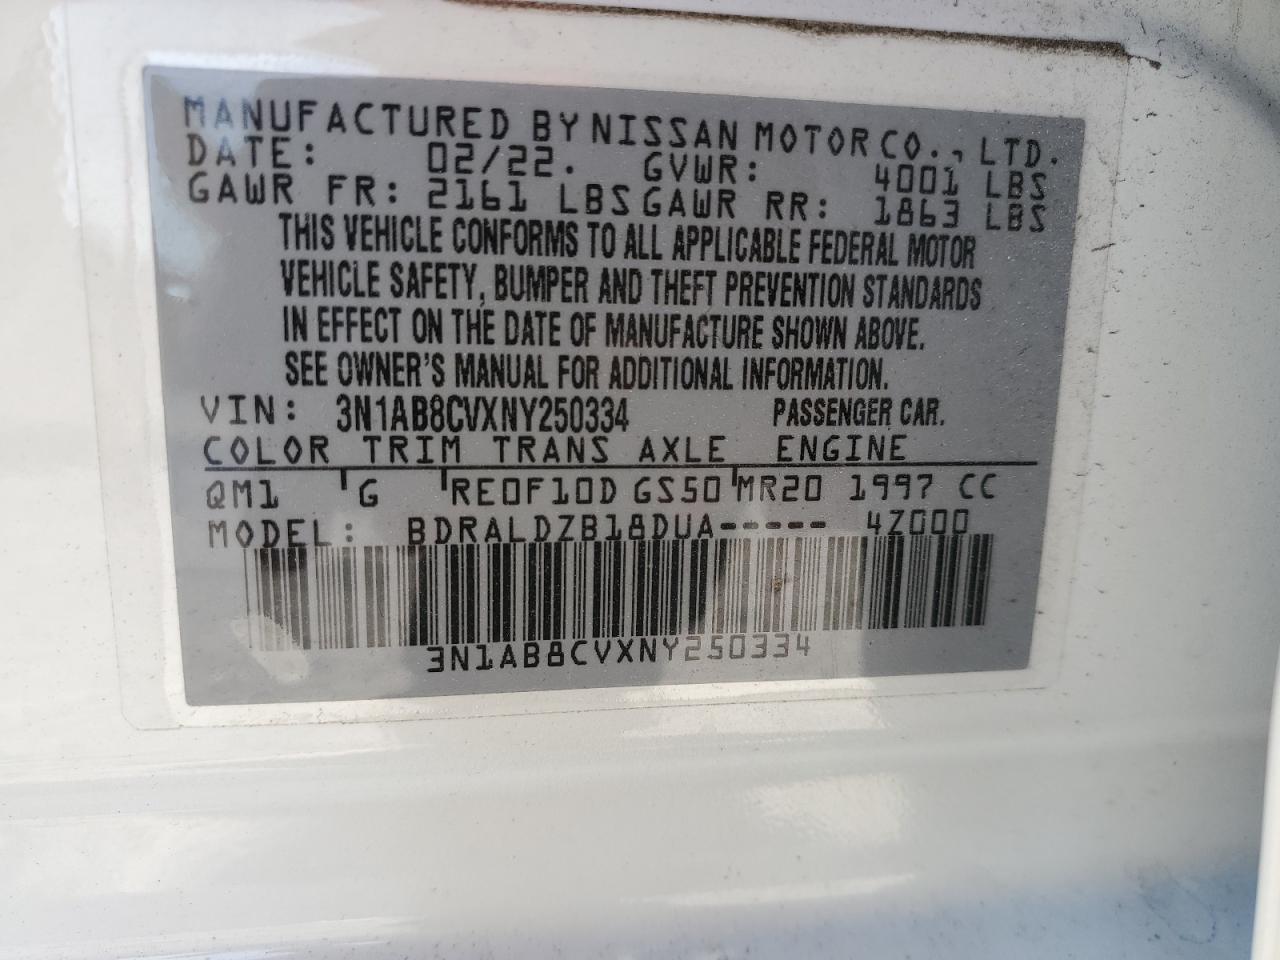 MANUFACTURED BY NISSAN MOTOR CO., LTD.
DATE: 02/22. GVWR: 4001 LBS
GAWR FR: 2161 LBS GAWR RR: 1863 LBS
THIS VEHICLE CONFORMS TO ALL APPLICABLE FEDERAL MOTOR
VEHICLE SAFETY, BUMPER AND THEFT PREVENTION STANDARDS
IN EFFECT ON THE DATE OF MANUFACTURE SHOWN ABOVE.
SEE OWNER'S MANUAL FOR ADDITIONAL INFORMATION.
VIN: 3N1AB8CVXNY250334 PASSENGER CAR.
COLOR TRIM TRANS AXLE ENGINE
QM1 G RE0F10D GS50 MR20 1997 CC
MODEL: BDRALDZB18DUA----- 4Z000
3N1AB8CVXNY250334